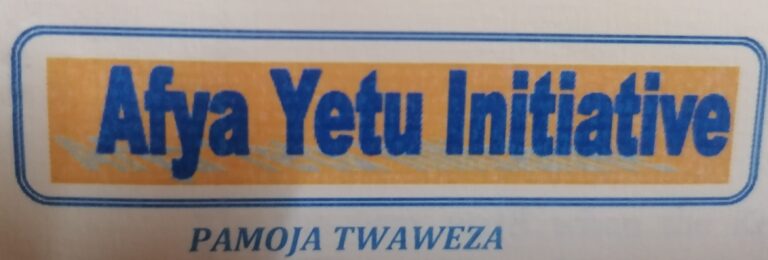 Afya Yetu Initiative
PAMOJA TWAWEZA